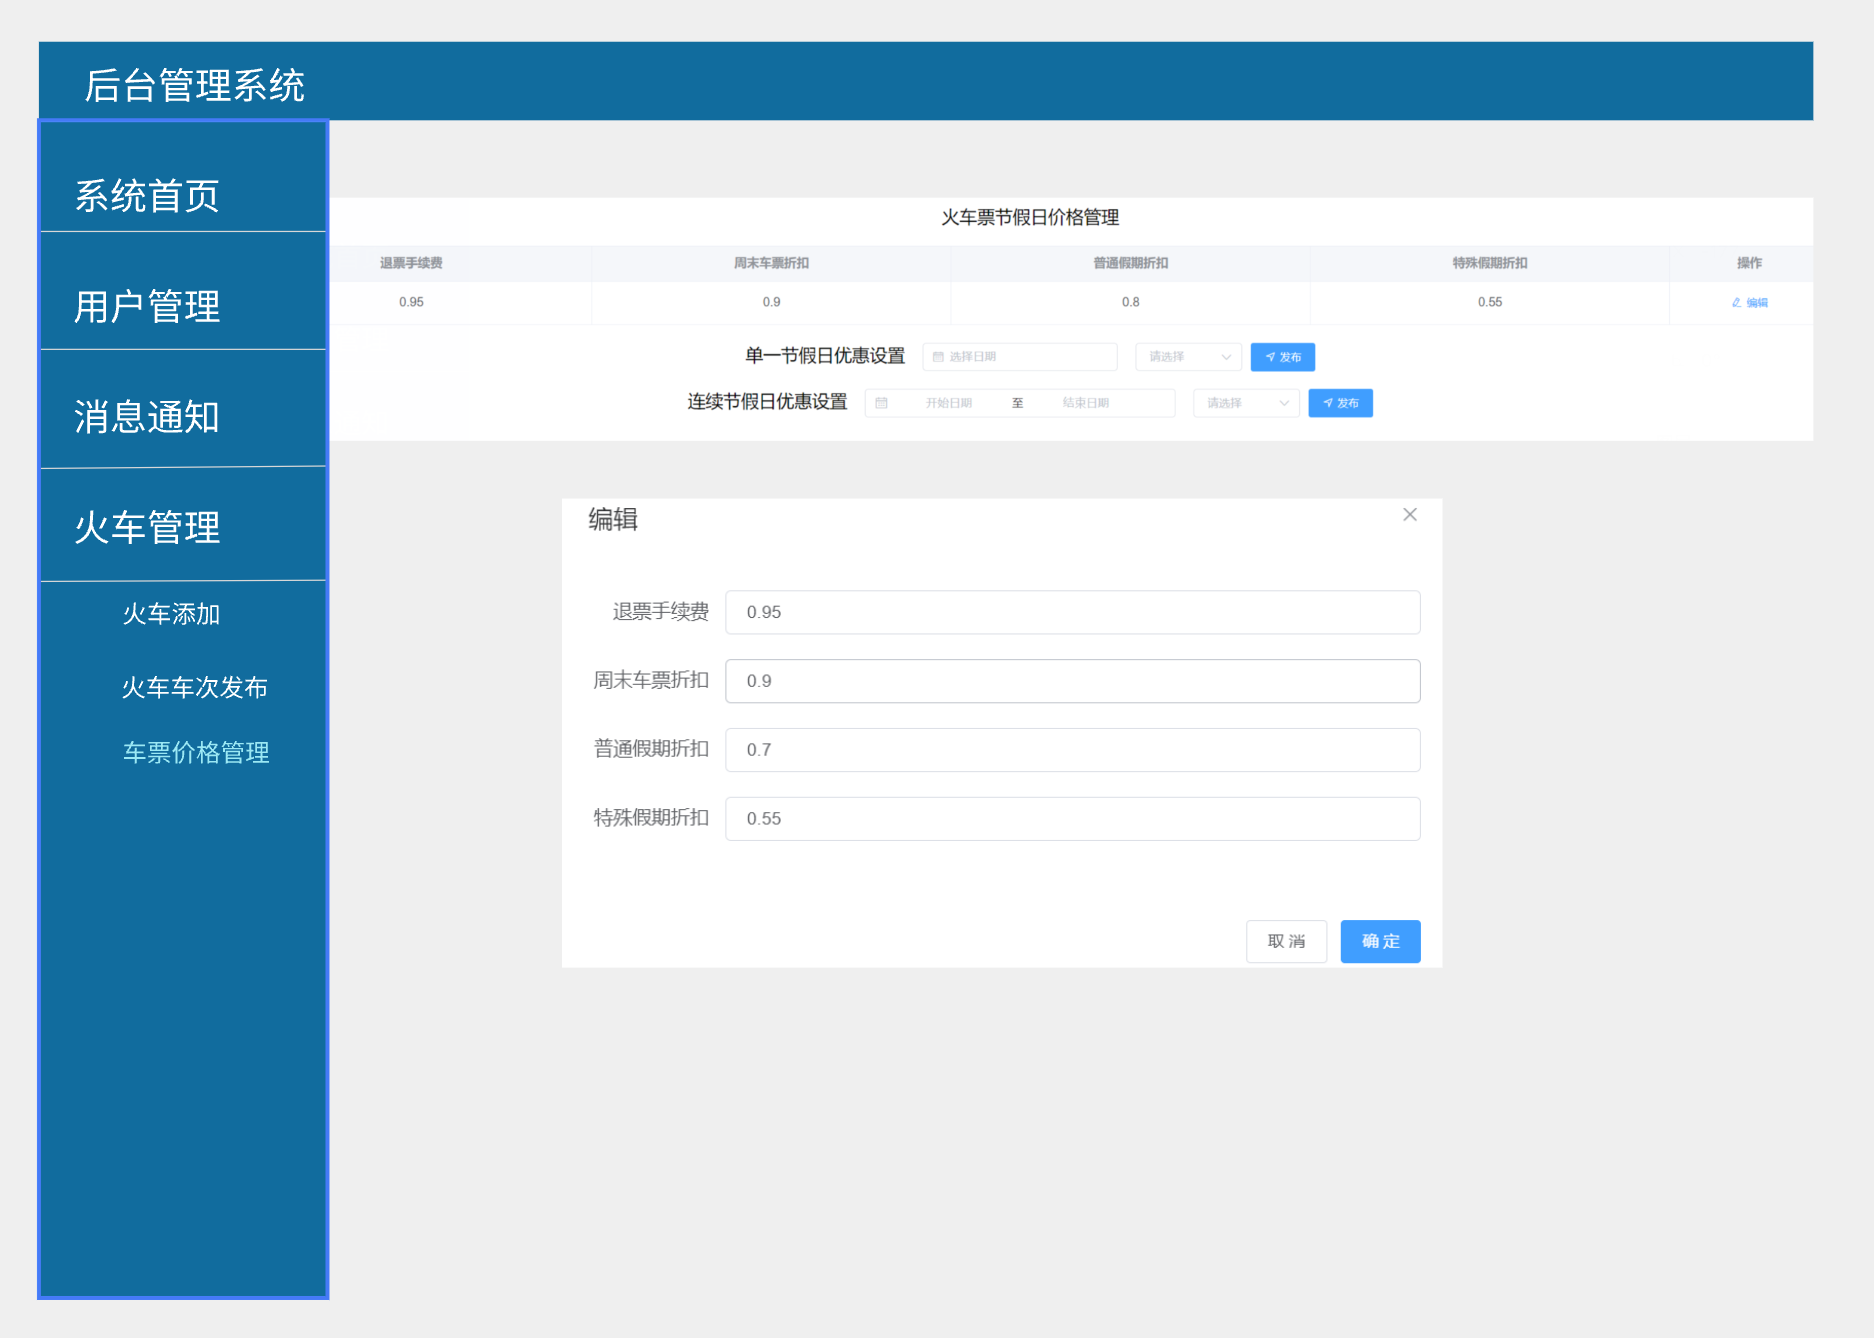 后台管理系统
系统首页
用户管理
消息通知
火车管理
火车添加
火车车次发布
车票价格管理
火车票节假日价格管理
退票手续费 周末车票折扣 普通假期折扣 特殊假期折扣 操作
0.95 0.9 0.8 0.55 编辑
单一节假日优惠设置 选择日期 请选择 发布
连续节假日优惠设置 开始日期 至 结束日期 请选择 发布
编辑
退票手续费 0.95
周末车票折扣 0.9
普通假期折扣 0.7
特殊假期折扣 0.55
取消 确定